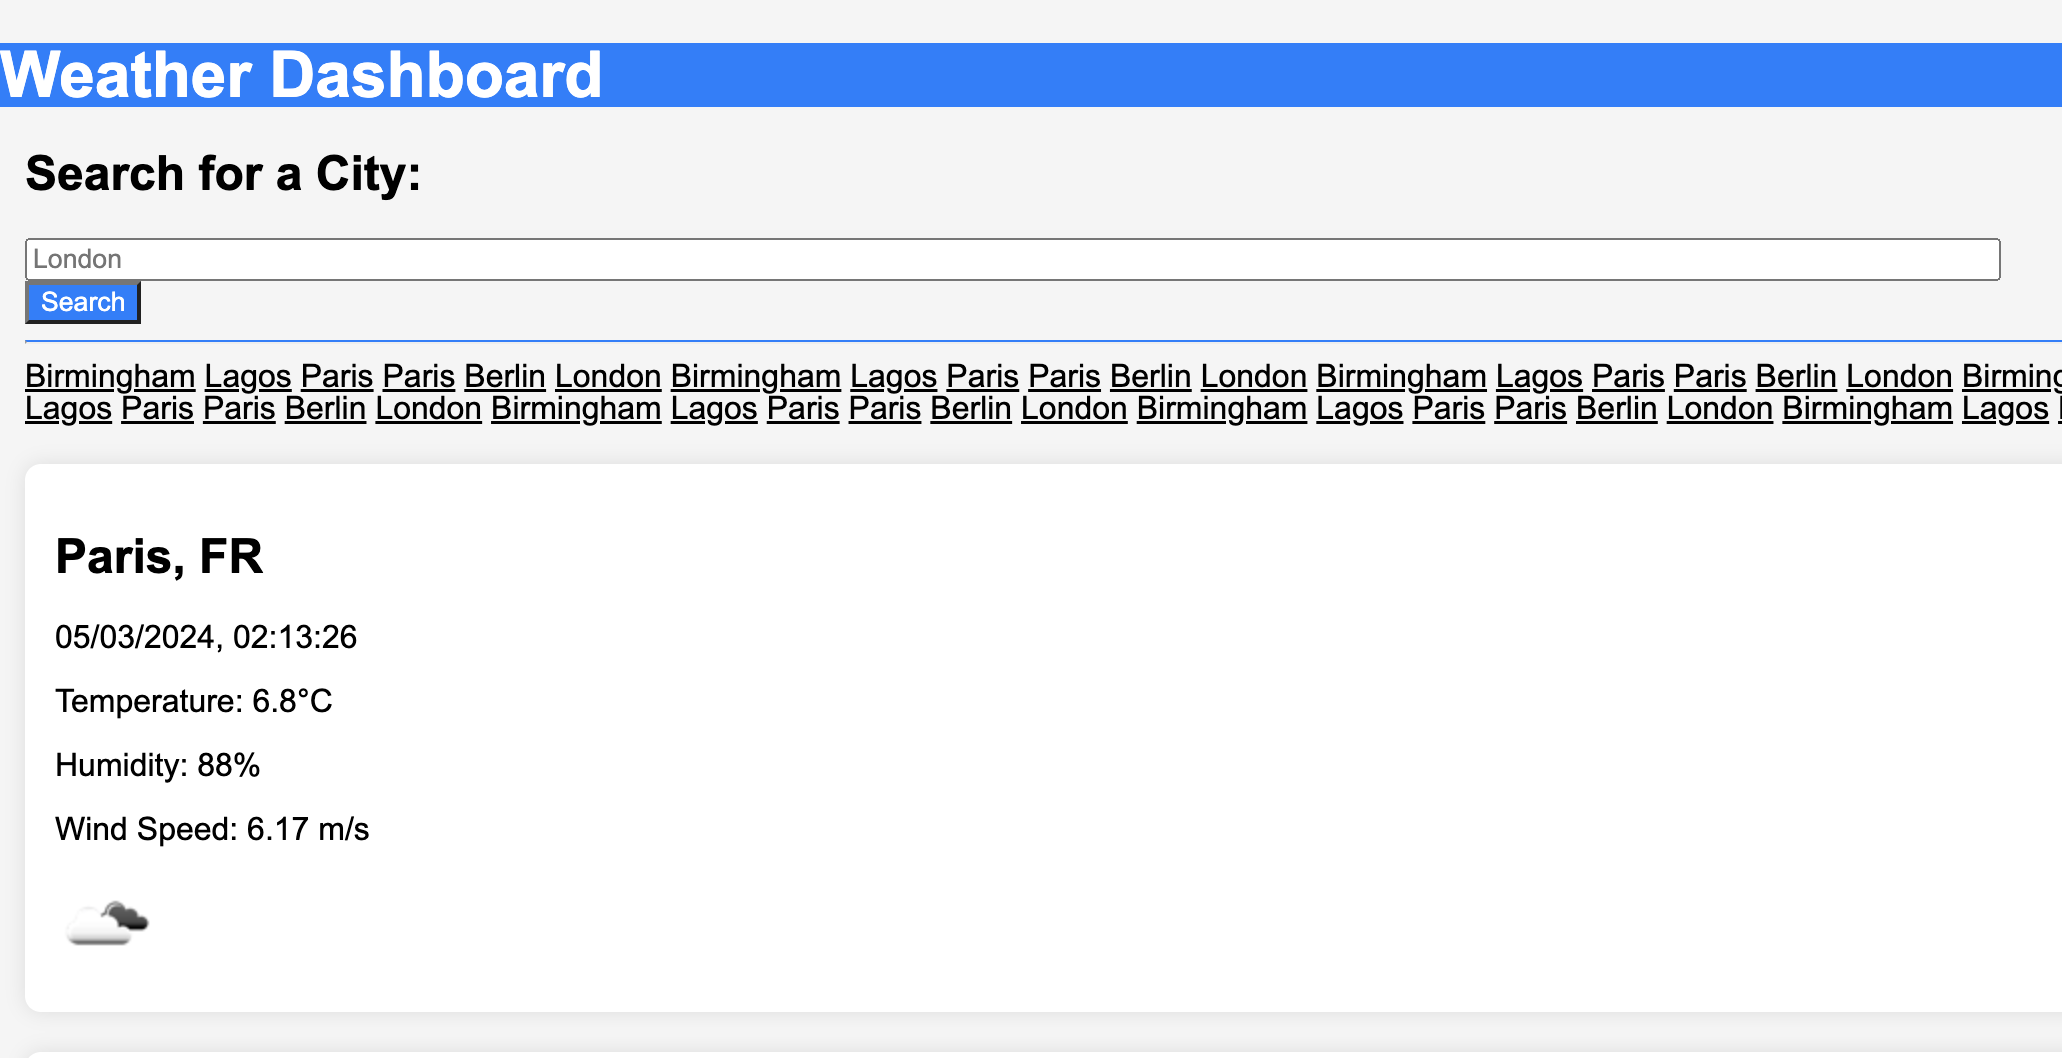 Weather Dashboard
Search for a City:
London
Search
Birmingham Lagos Paris Paris Berlin London Birmingham Lagos Paris Paris Berlin London Birmingham Lagos Paris Paris Berlin London
Lagos Paris Paris Berlin London Birmingham Lagos Paris Paris Berlin London Birmingham Lagos Paris Paris Berlin London Birmingham Lagos
Paris, FR
05/03/2024, 02:13:26
Temperature: 6.8°C
Humidity: 88%
Wind Speed: 6.17 m/s